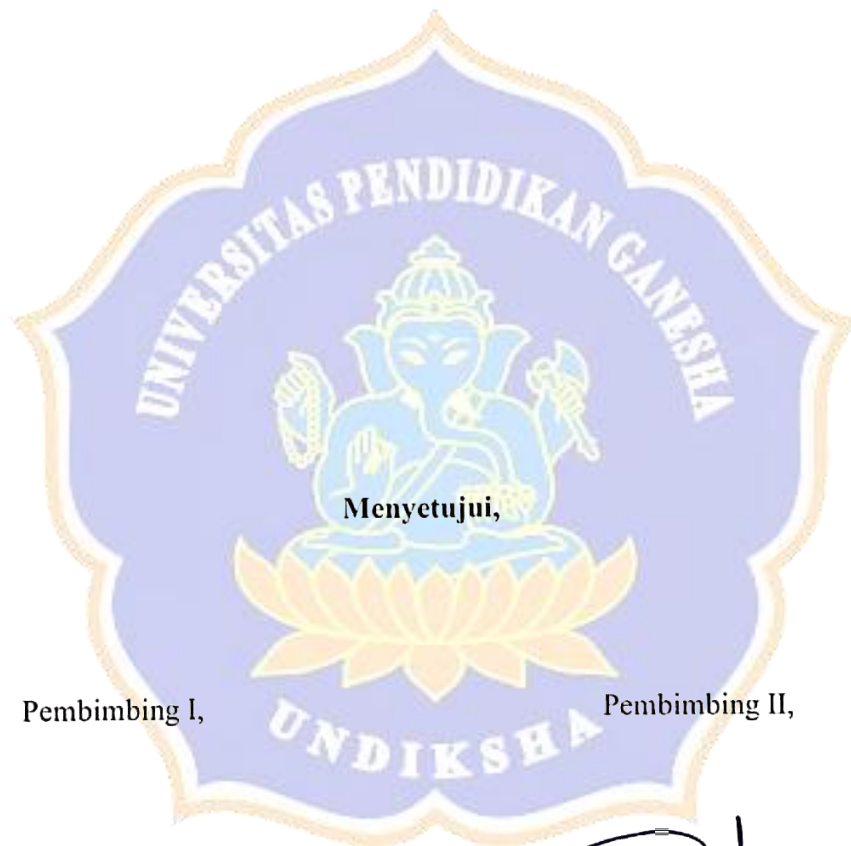 UNIVERSITAS PENDIDIKAN GANESHA
Menyetujui,
Pembimbing I,
Pembimbing II,
UNDIKSHA